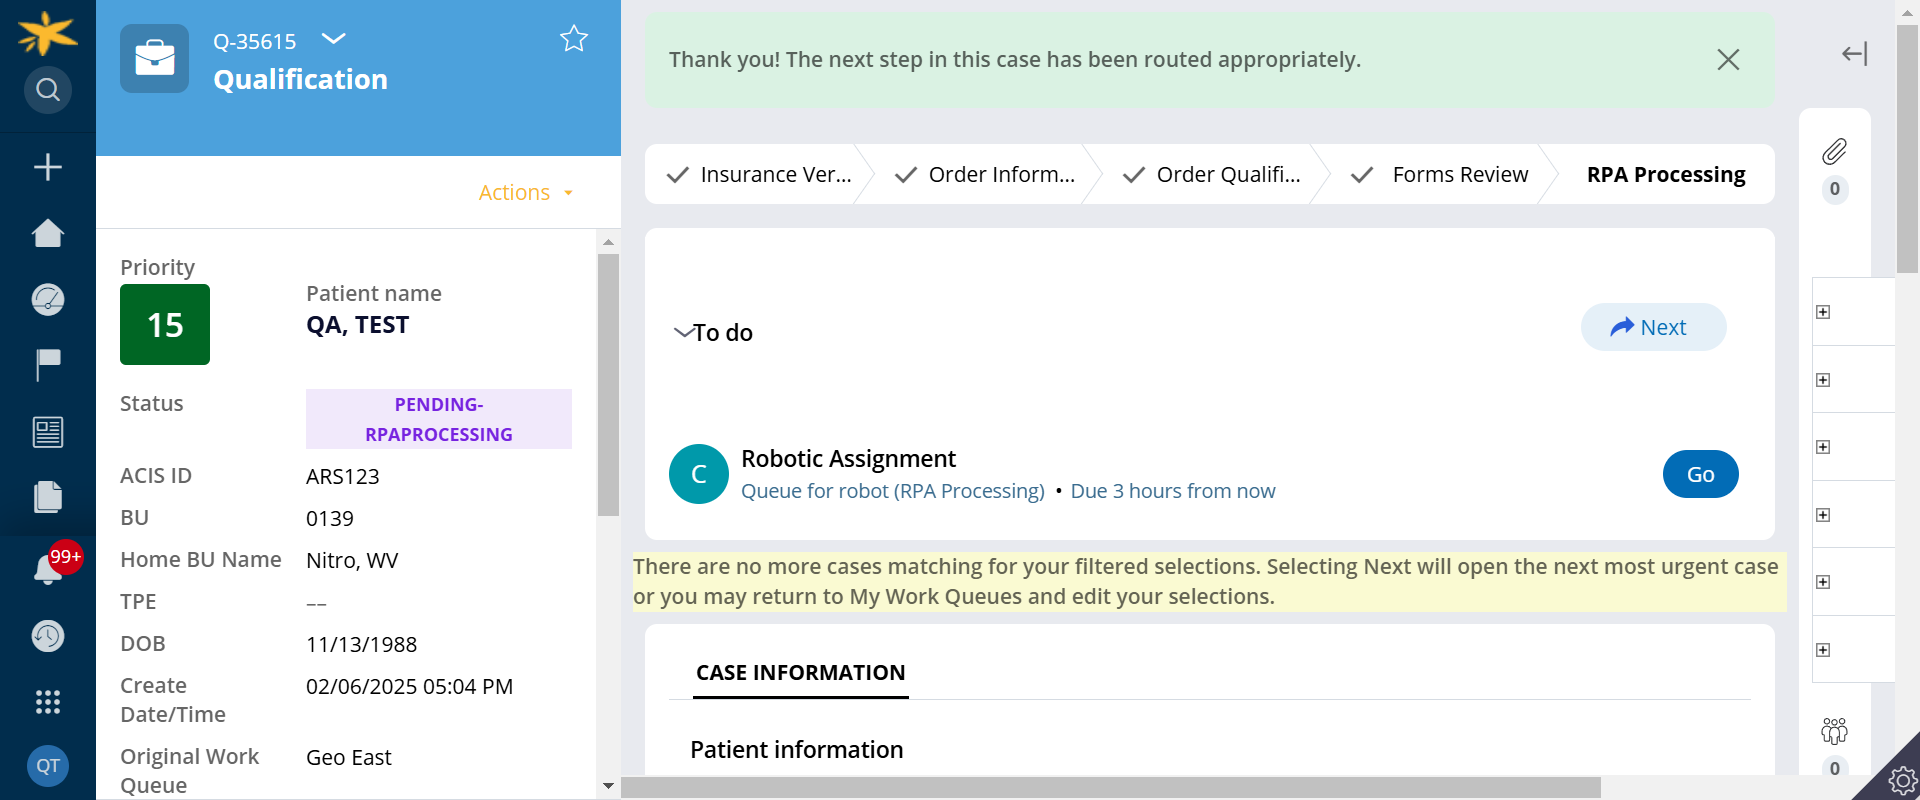 Q-35615
Qualification
Actions
Priority
15
Patient name
QA, TEST
Status
PENDING-
RPAPROCESSING
ACIS ID
ARS123
BU
0139
Home BU Name
Nitro, WV
TPE
––
DOB
11/13/1988
Create
Date/Time
02/06/2025 05:04 PM
Original Work
Queue
Geo East
99+
QT
Thank you! The next step in this case has been routed appropriately.
Insurance Ver...
Order Inform...
Order Qualifi...
Forms Review
RPA Processing
To do
Next
C
Robotic Assignment
Queue for robot (RPA Processing) • Due 3 hours from now
Go
There are no more cases matching for your filtered selections. Selecting Next will open the next most urgent case
or you may return to My Work Queues and edit your selections.
CASE INFORMATION
Patient information
0
0